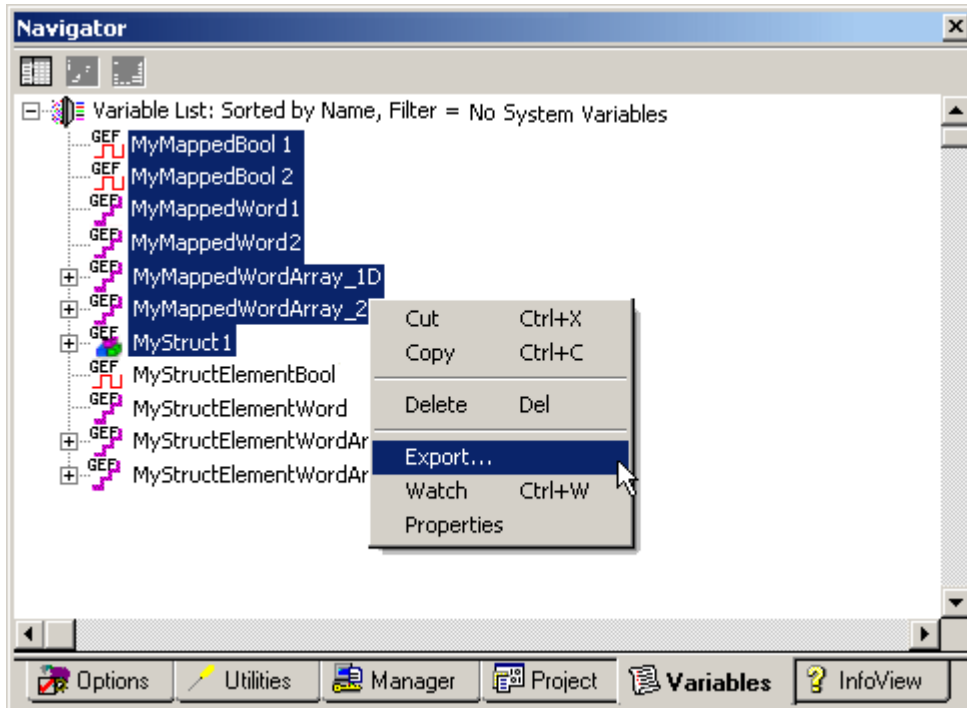 Navigator
Variable List: Sorted by Name, Filter = No System Variables
GEF MyMappedBool 1
GEF MyMappedBool 2
GEF MyMappedWord1
GEF MyMappedWord2
GEF MyMappedWordArray_1D
GEF MyMappedWordArray_2
GEF MyStruct1
GEF MyStructElementBool
GEF MyStructElementWord
GEF MyStructElementWordAr
GEF MyStructElementWordAr
Cut Ctrl+X
Copy Ctrl+C
Delete Del
Export...
Watch Ctrl+W
Properties
Options Utilities Manager Project Variables InfoView